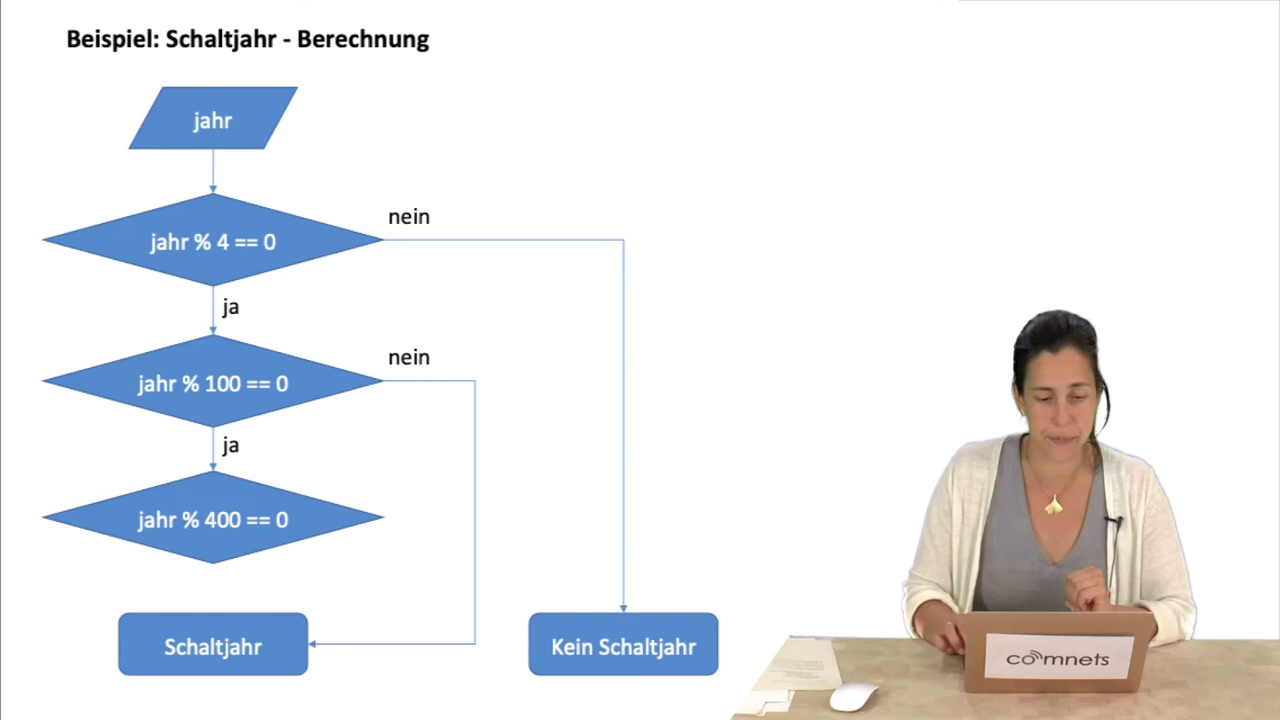 Beispiel: Schaltjahr - Berechnung
jahr
nein
jahr % 4 == 0
ja
nein
jahr % 100 == 0
ja
jahr % 400 == 0
Schaltjahr
Kein Schaltjahr
comnets